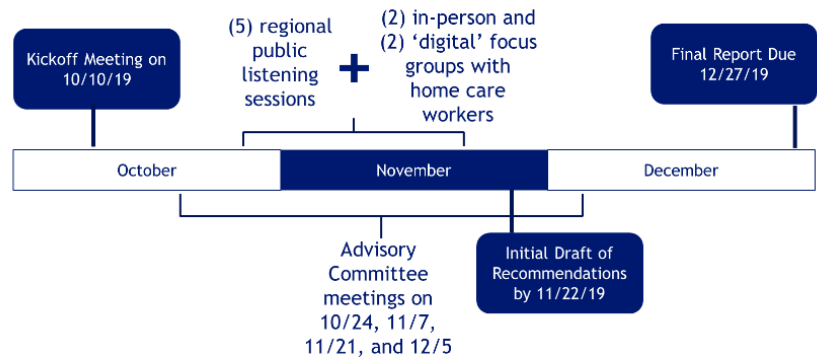 Kickoff Meeting on
10/10/19
(5) regional
public
listening
sessions
+
(2) in-person and
(2) ‘digital’ focus
groups with
home care
workers
Final Report Due
12/27/19
October
November
December
Advisory
Committee
meetings on
10/24, 11/7,
11/21, and 12/5
Initial Draft of
Recommendations
by 11/22/19